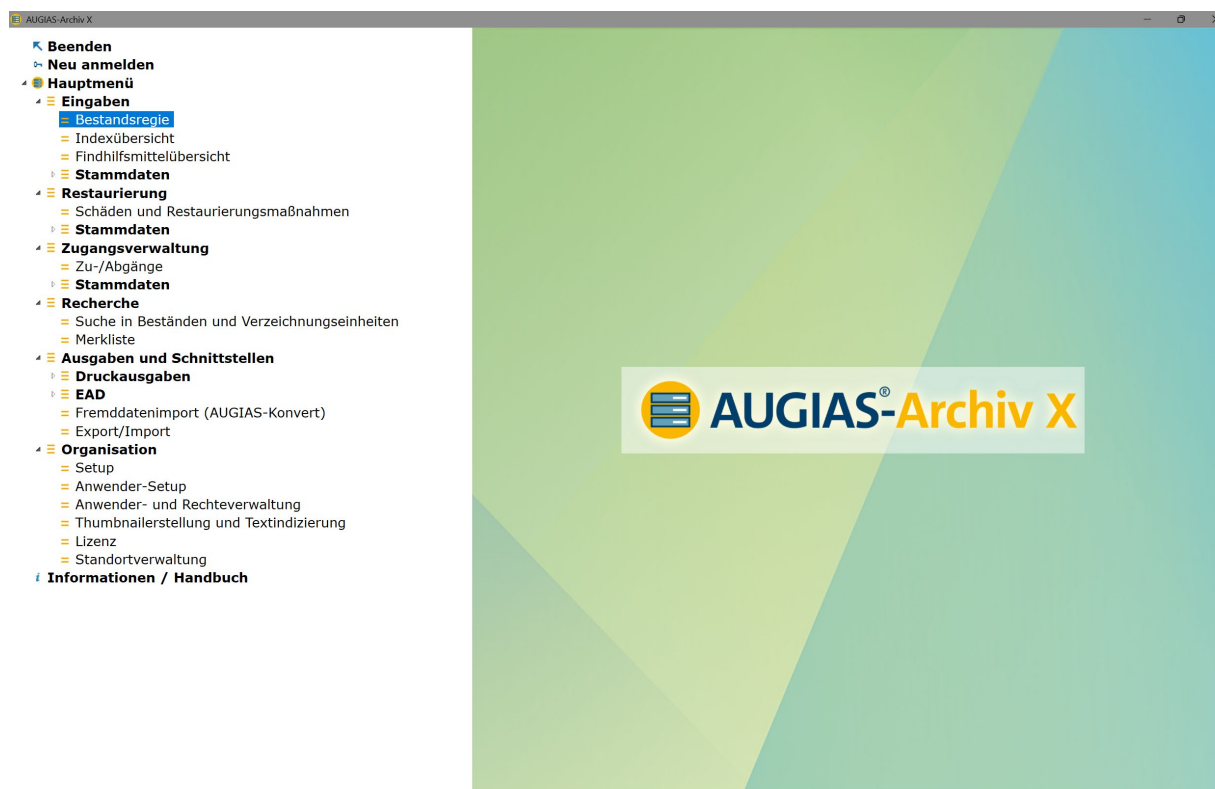 AUGIAS-Archiv X
Beenden
Neu anmelden
Hauptmenü
Eingaben
Bestandsregie
Indexübersicht
Findhilfsmittelübersicht
Stammdaten
Restaurierung
Schäden und Restaurierungsmaßnahmen
Stammdaten
Zugangsverwaltung
Zu-/Abgänge
Stammdaten
Recherche
Suche in Beständen und Verzeichnungseinheiten
Merkliste
Ausgaben und Schnittstellen
Druckausgaben
EAD
Fremddatenimport (AUGIAS-Konvert)
Export/Import
Organisation
Setup
Anwender-Setup
Anwender- und Rechteverwaltung
Thumbnailerstellung und Textindizierung
Lizenz
Standortverwaltung
Informationen / Handbuch
AUGIAS®-Archiv X